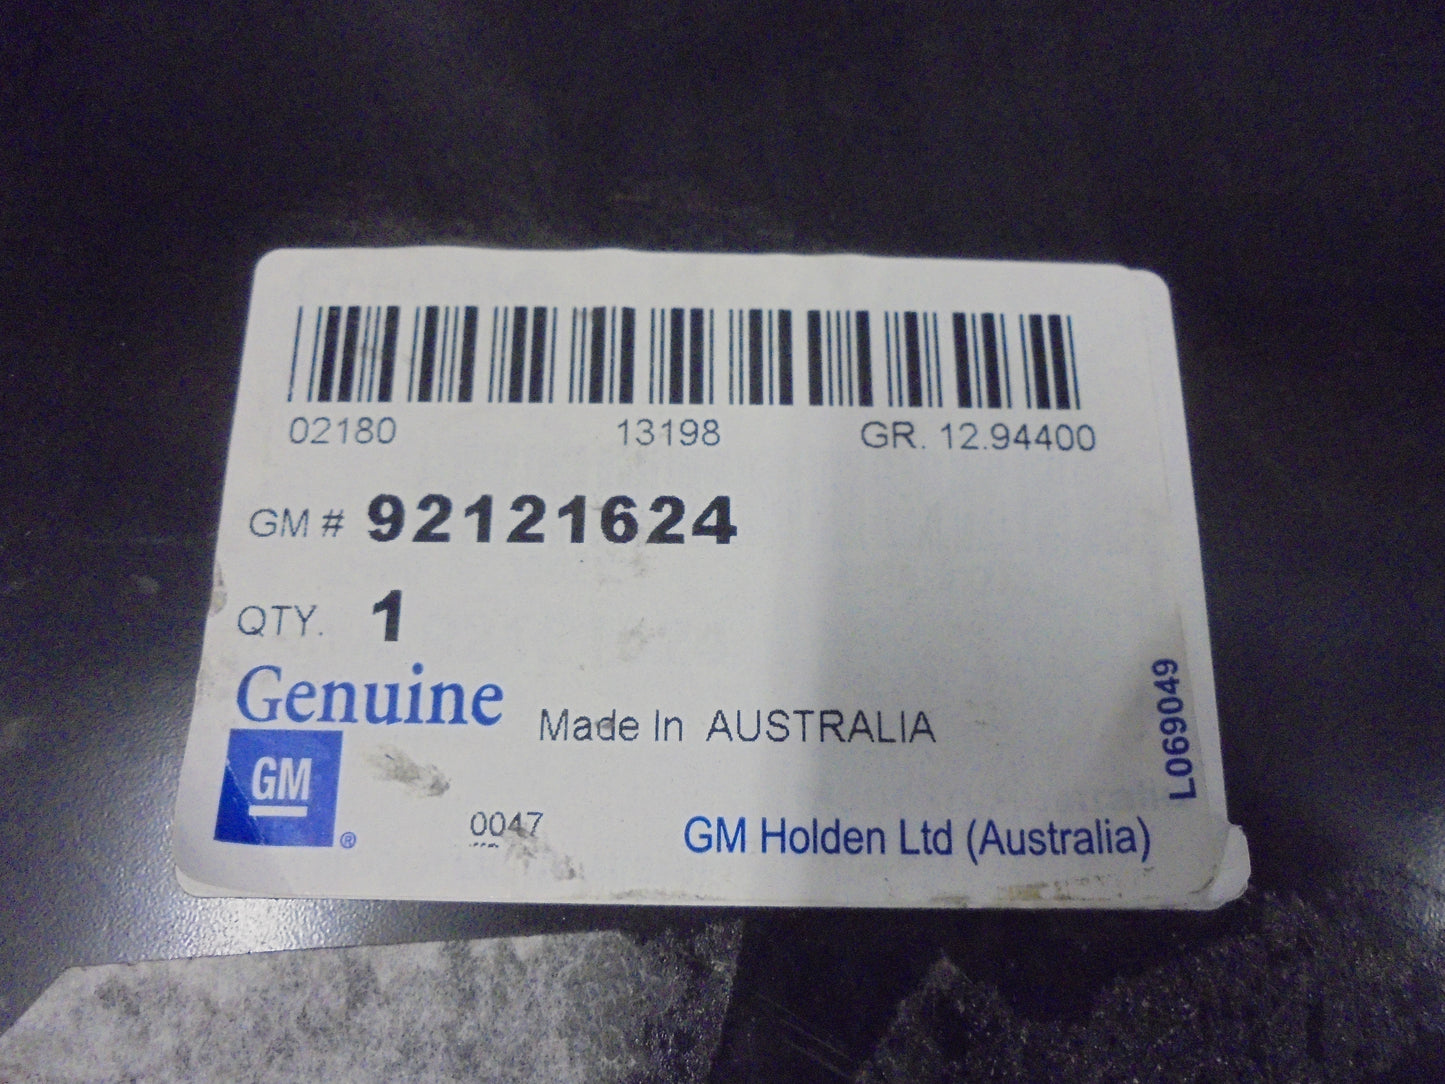 02180 13198 GR. 12.94400
GM # 92121624
QTY. 1
Genuine
Made In AUSTRALIA
GM ®
0047
GM Holden Ltd (Australia)
L069049